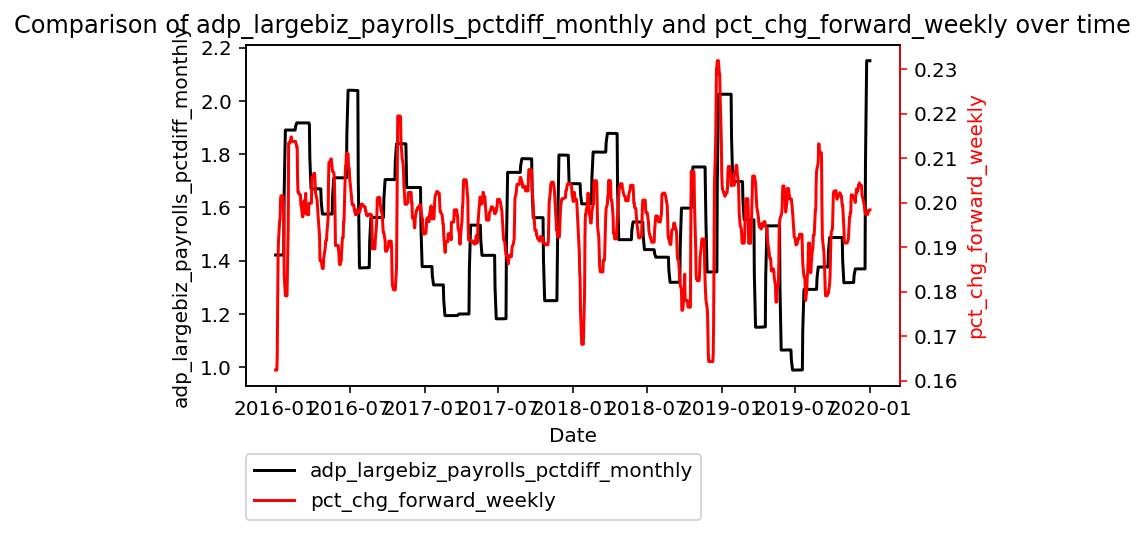 Comparison of adp_largebiz_payrolls_pctdiff_monthly and pct_chg_forward_weekly over time
adp_largebiz_payrolls_pctdiff_monthly
2.2
2.0
1.8
1.6
1.4
1.2
1.0
0.23
0.22
0.21
0.20
0.19
0.18
0.17
0.16
pct_chg_forward_weekly
2016-01 2016-07 2017-01 2017-07 2018-01 2018-07 2019-01 2019-07 2020-01
Date
adp_largebiz_payrolls_pctdiff_monthly
pct_chg_forward_weekly